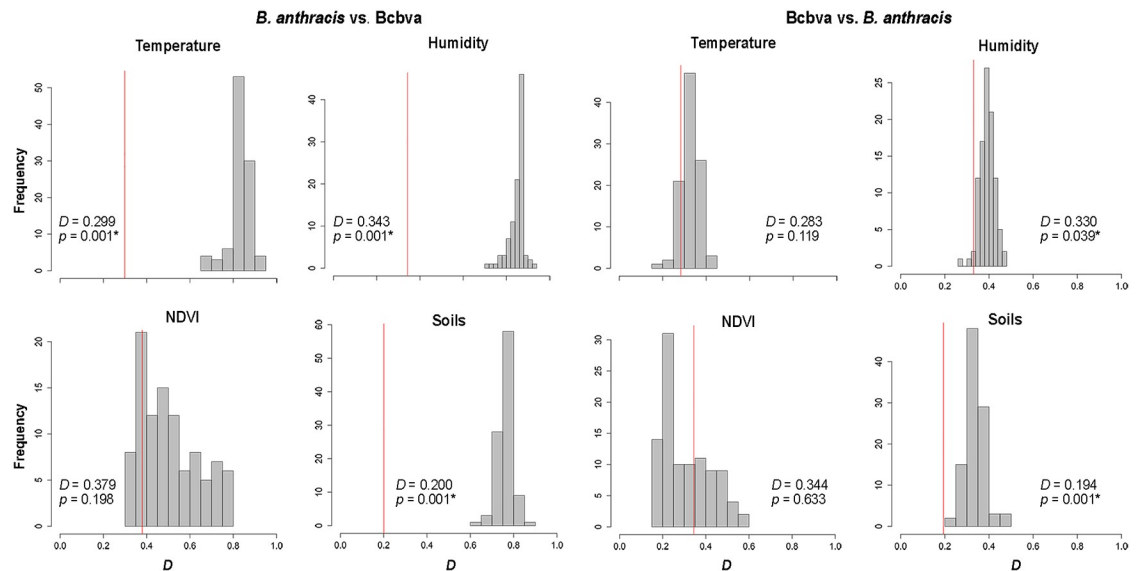 B. anthracis vs. Bcbva
Bcbva vs. B. anthracis
Temperature
Humidity
Temperature
Humidity
Frequency
0
10
20
30
40
50
D = 0.299
p = 0.001*
0
10
20
30
40
D = 0.343
p = 0.001*
0
10
20
30
40
D = 0.283
p = 0.119
0
5
10
15
20
25
D = 0.330
p = 0.039*
0.0 0.2 0.4 0.6 0.8 1.0
NDVI
Soils
NDVI
Soils
Frequency
0
5
10
15
20
D = 0.379
p = 0.198
0.0 0.2 0.4 0.6 0.8 1.0
D
0
10
20
30
40
50
60
D = 0.200
p = 0.001*
0.0 0.2 0.4 0.6 0.8 1.0
D
0
5
10
15
20
25
30
D = 0.344
p = 0.633
0.0 0.2 0.4 0.6 0.8 1.0
D
0
10
20
30
40
D = 0.194
p = 0.001*
0.0 0.2 0.4 0.6 0.8 1.0
D